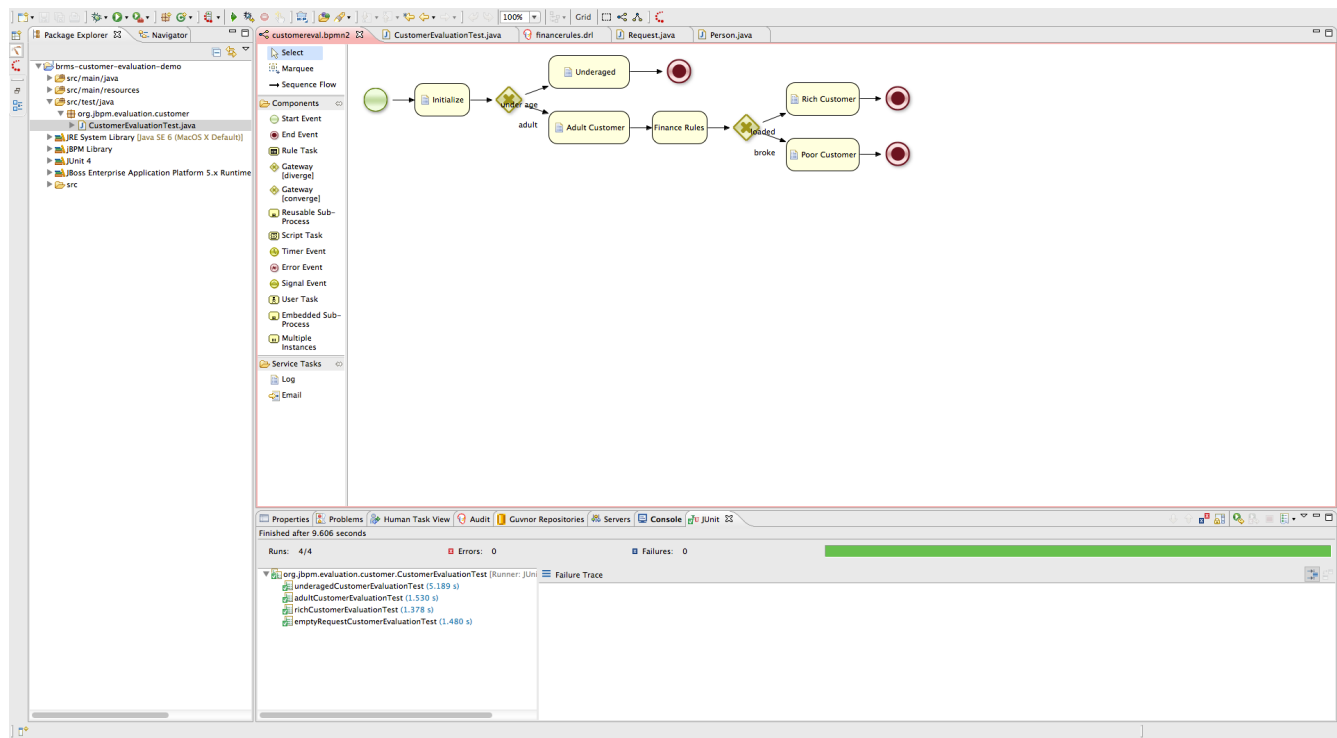 100%
Grid
Package Explorer
Navigator
customereval.bpmn2
CustomerEvaluationTest.java
financerules.drl
Request.java
Person.java
brms-customer-evaluation-demo
src/main/java
src/main/resources
src/test/java
org.jbpm.evaluation.customer
CustomerEvaluationTest.java
JRE System Library [Java SE 6 (MacOS X Default)]
jBPM Library
JUnit 4
JBoss Enterprise Application Platform 5.x Runtime
src
Select
Marquee
Sequence Flow
Components
Start Event
End Event
Rule Task
Gateway
[diverge]
Gateway
[converge]
Reusable Sub-
Process
Script Task
Timer Event
Error Event
Signal Event
User Task
Embedded Sub-
Process
Multiple
Instances
Service Tasks
Log
Email
Initialize
under age
adult
Underaged
Adult Customer
Finance Rules
loaded
broke
Rich Customer
Poor Customer
Properties
Problems
Human Task View
Audit
Guvnor Repositories
Servers
Console
JUnit
Finished after 9.606 seconds
Runs: 4/4
Errors: 0
Failures: 0
org.jbpm.evaluation.customer.CustomerEvaluationTest [Runner: JUni
underagedCustomerEvaluationTest (5.189 s)
adultCustomerEvaluationTest (1.530 s)
richCustomerEvaluationTest (1.378 s)
emptyRequestCustomerEvaluationTest (1.480 s)
Failure Trace